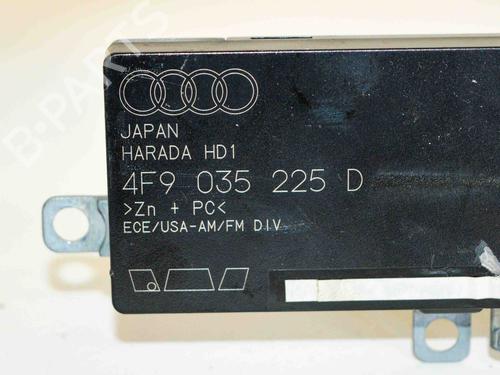 B-PARTS
JAPAN
HARADA HD1
4F9 035 225 D
>Zn + PC<
ECE/USA-AM/FM DIV